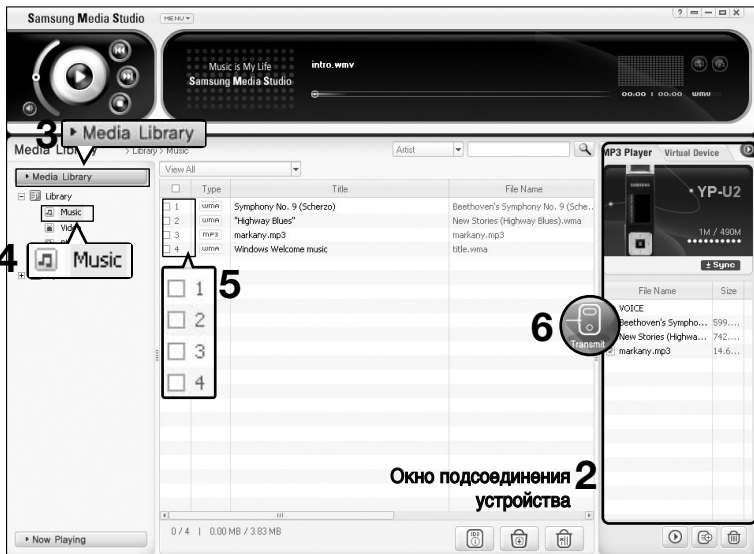 Samsung Media Studio
MENU
Music is My Life
Samsung Media Studio
intro.wmv
00:00 | 00:00 wmv
3
Media Library
Media Library > Library > Music
Artist
MP3 Player Virtual Device
Media Library
View All
Library
Music
4
Music
Type Title File Name
1 wma Symphony No. 9 (Scherzo) Beethoven's Symphony No. 9 (Sche..
2 wma "Highway Blues" New Stories (Highway Blues).wma
3 mp3 markany.mp3 markany.mp3
4 wma Windows Welcome music title.wma
5
1
2
3
4
YP-U2
1M / 490M
Sync
File Name Size
VOICE
Beethoven's Sympho... 599....
New Stories (Highwa... 742....
markany.mp3 14.6...
6
Transmit
Окно подсоединения 2
устройства
0 / 4 | 0.00 MB / 3.83 MB
ID3
Now Playing